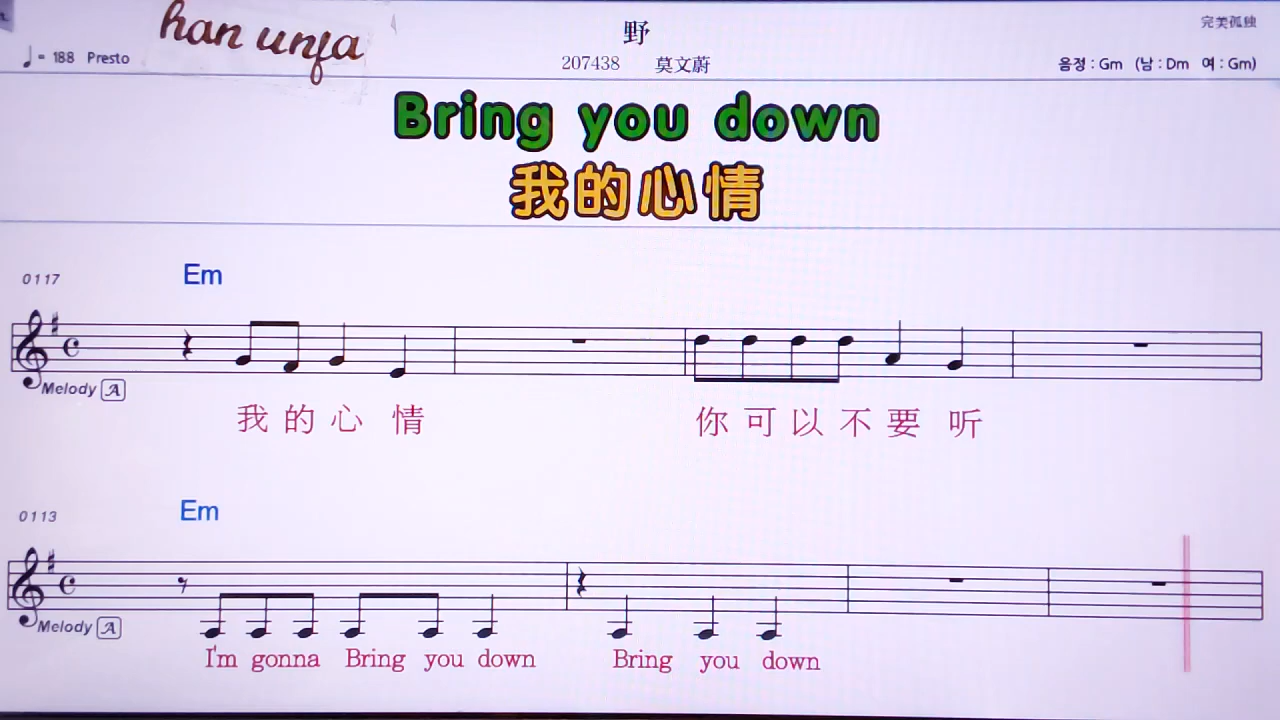 han unfa
野
完美孤独
♩= 188 Presto
207438 莫文蔚
음정 : Gm (남 : Dm 여 : Gm)
Bring you down
我的心情
0117 Em
Melody A
我的心情 你可以不要听
0113 Em
Melody A
I'm gonna Bring you down Bring you down